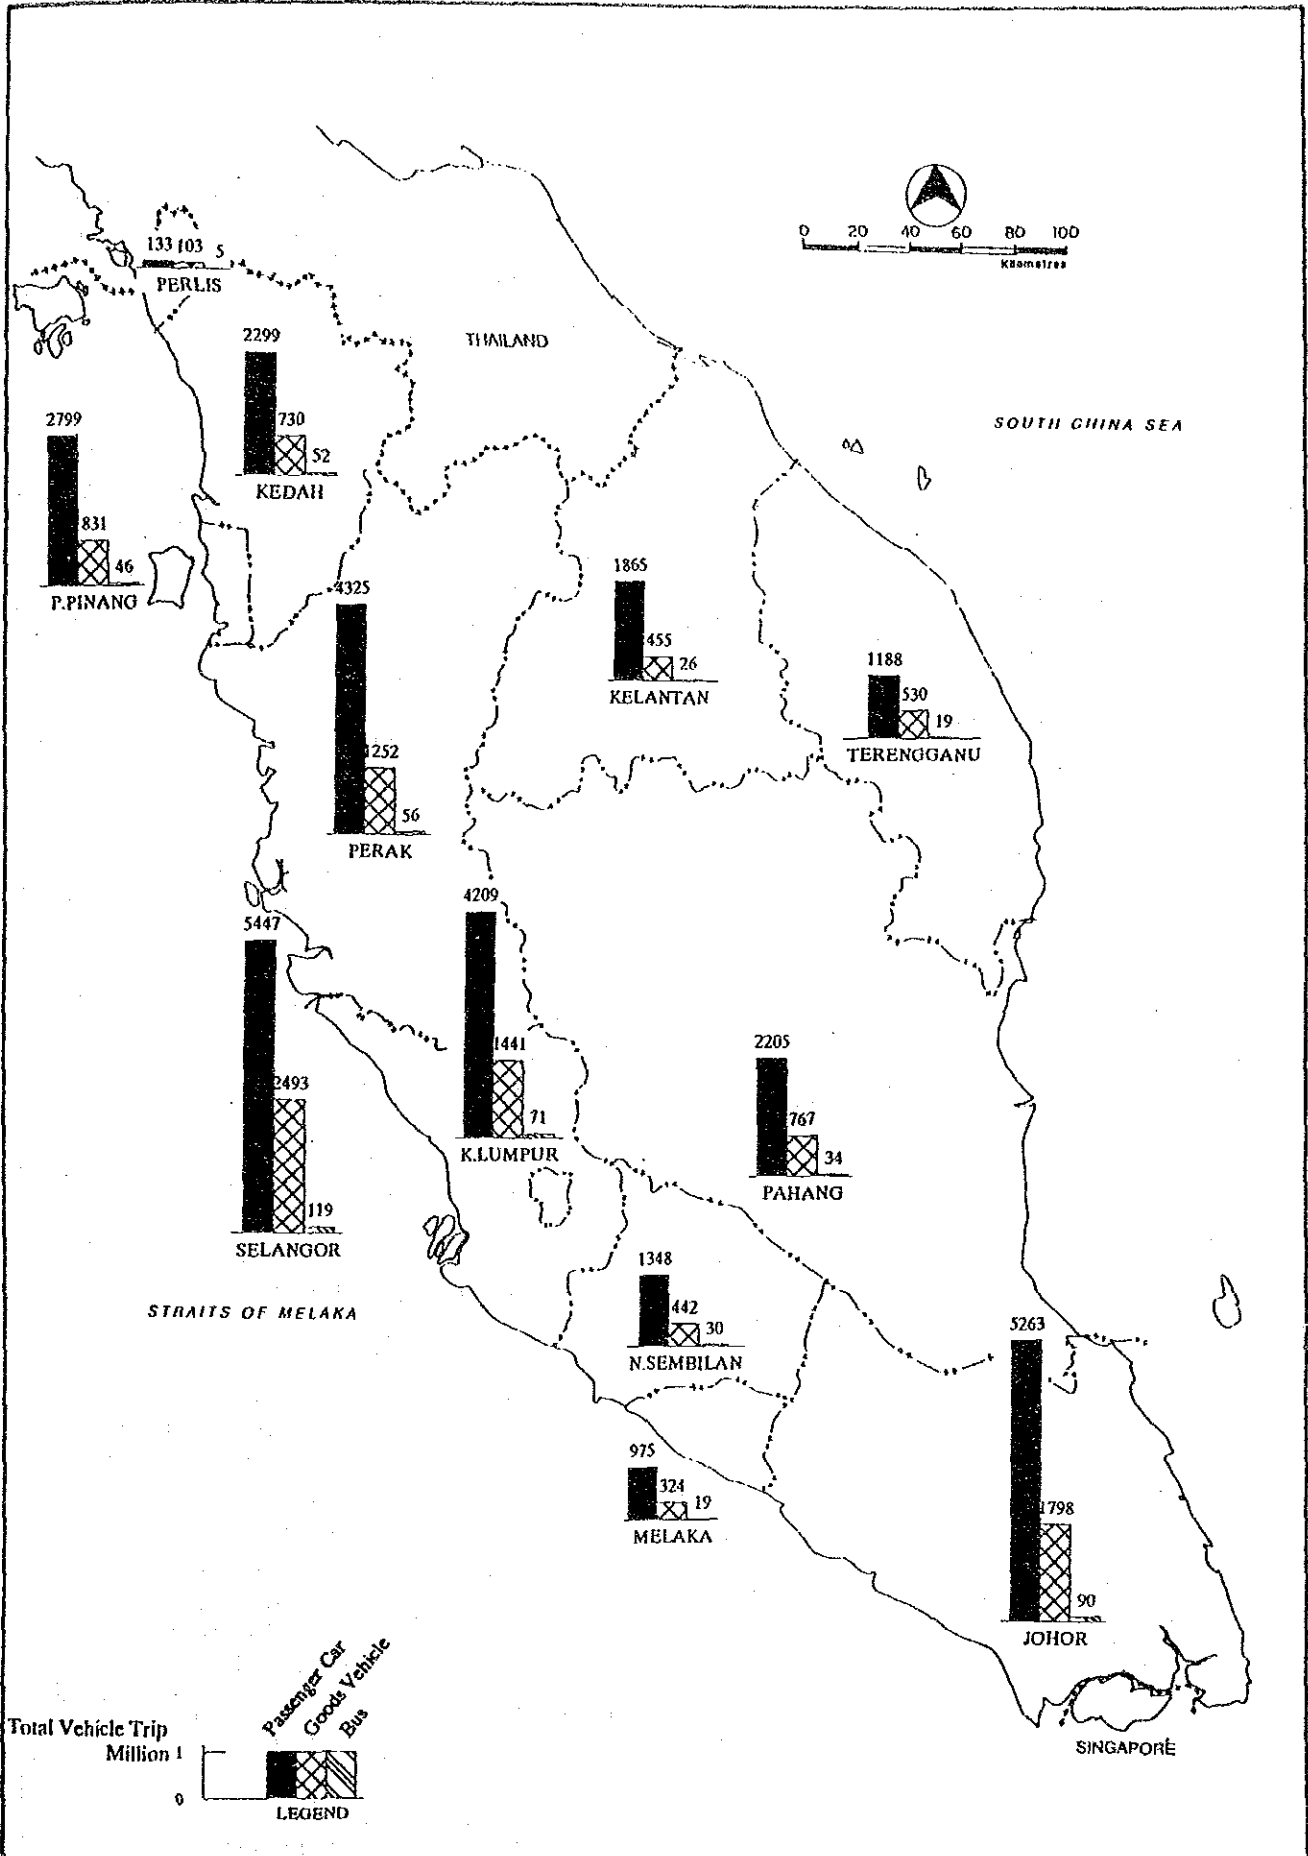 0 20 40 60 80 100
Kilometres
133 103 5
PERLIS
THAILAND
2299
730
52
KEDAH
SOUTH CHINA SEA
2799
831
46
P.PINANG
4325
1252
56
PERAK
1865
455
26
KELANTAN
1188
530
19
TERENGGANU
5447
2493
119
SELANGOR
4209
1441
71
K.LUMPUR
2205
767
34
PAHANG
STRAITS OF MELAKA
1348
442
30
N.SEMBILAN
975
324
19
MELAKA
5263
1798
90
JOHOR
SINGAPORE
Passenger Car
Goods Vehicle
Bus
Total Vehicle Trip
Million 1
0
LEGEND